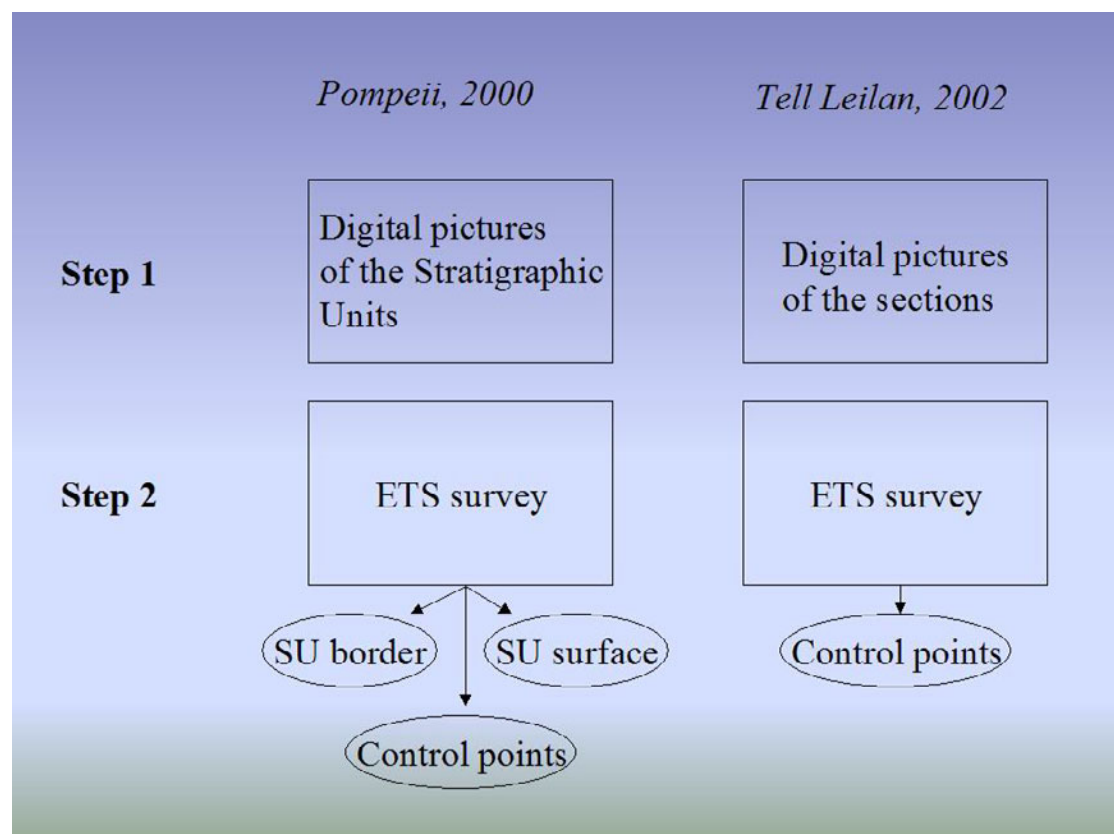 Pompeii, 2000
Tell Leilan, 2002
Step 1
Digital pictures
of the Stratigraphic
Units
Digital pictures
of the sections
Step 2
ETS survey
ETS survey
SU border
SU surface
Control points
Control points